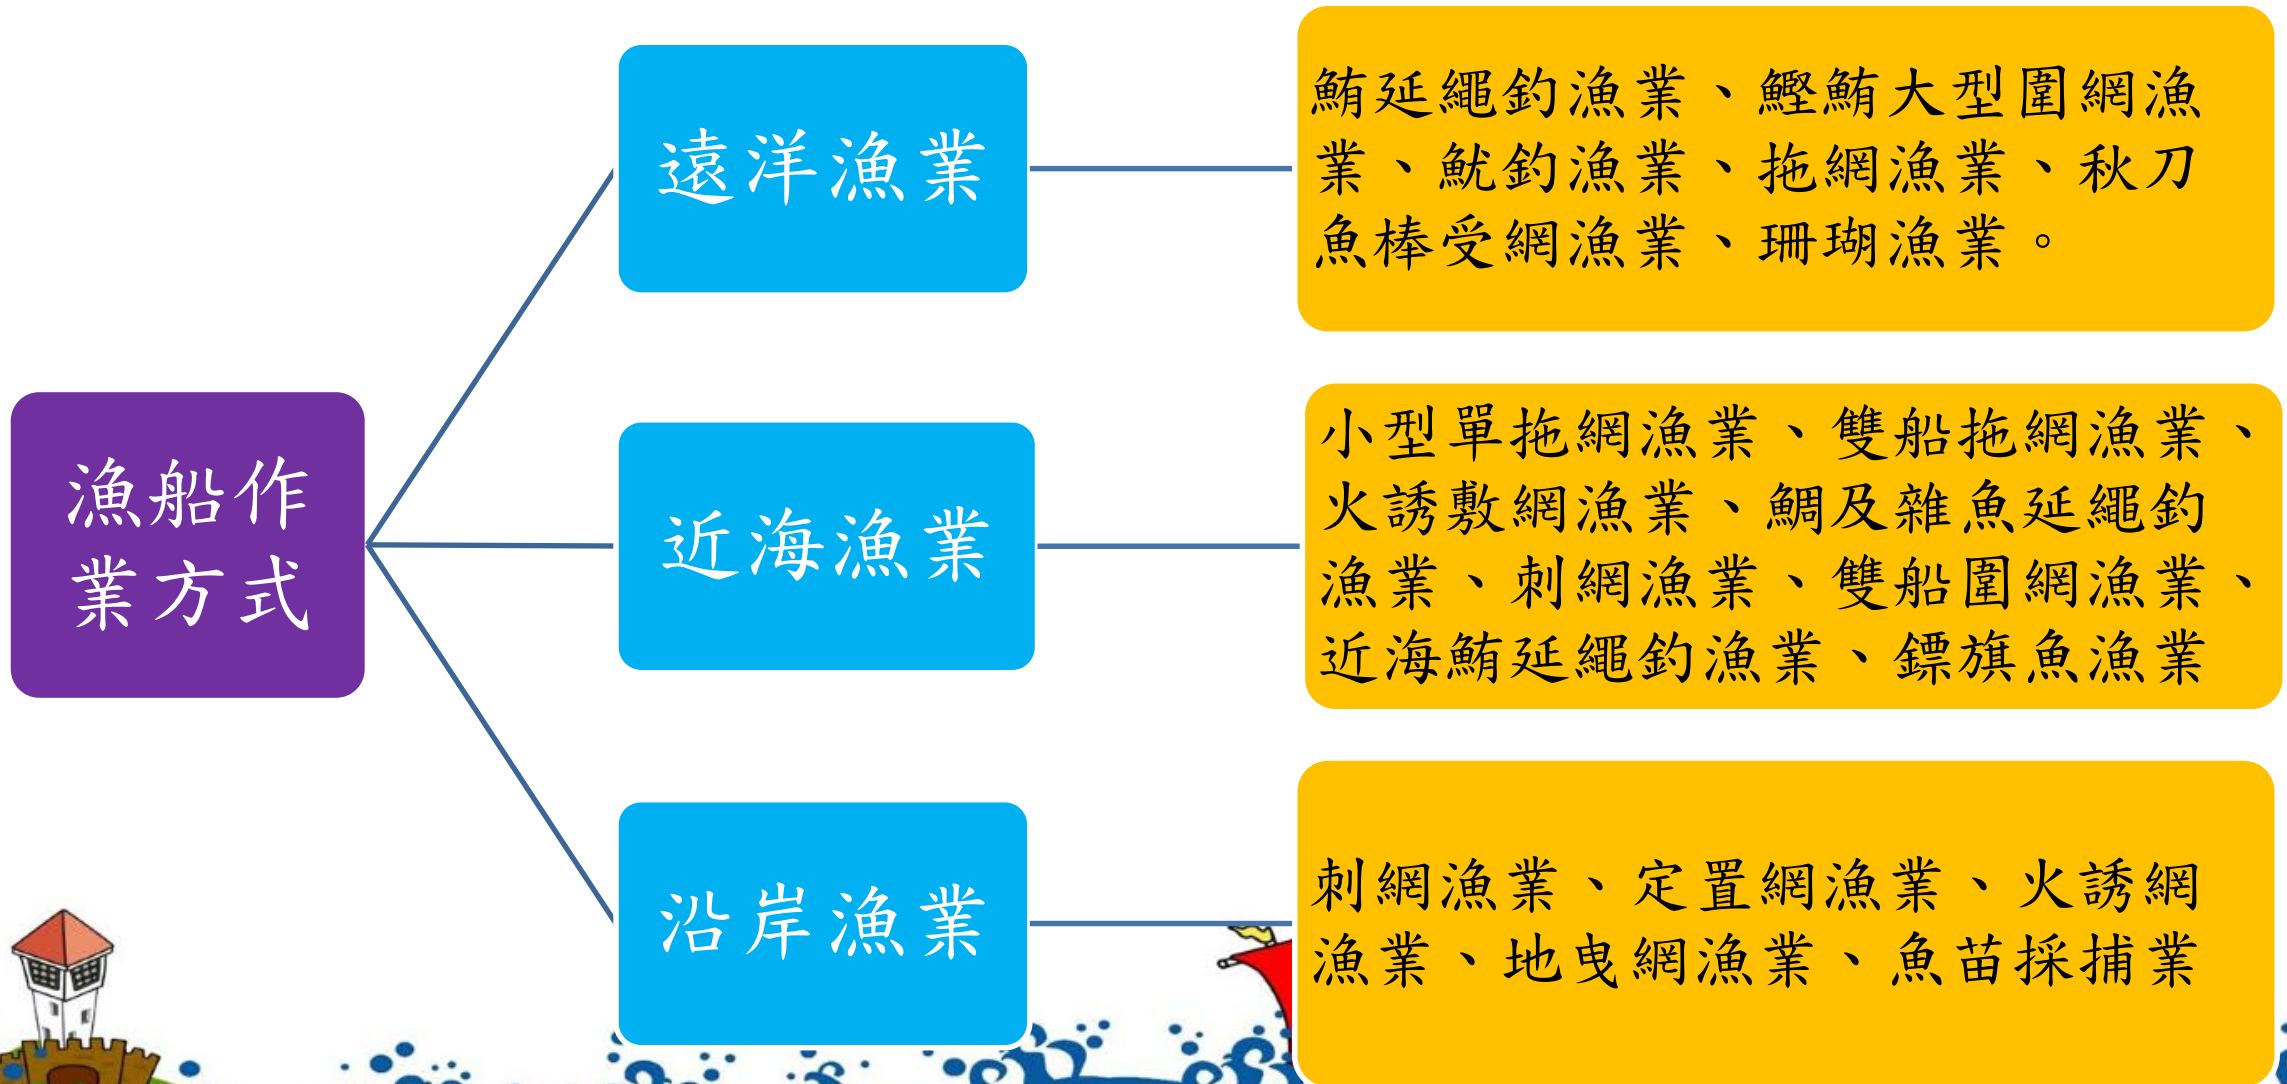 漁船作
業方式
遠洋漁業
鮪延繩釣漁業、鰹鮪大型圍網漁
業、魷釣漁業、拖網漁業、秋刀
魚棒受網漁業、珊瑚漁業。
近海漁業
小型單拖網漁業、雙船拖網漁業、
火誘敷網漁業、鯛及雜魚延繩釣
漁業、刺網漁業、雙船圍網漁業、
近海鮪延繩釣漁業、鏢旗魚漁業
沿岸漁業
刺網漁業、定置網漁業、火誘網
漁業、地曳網漁業、魚苗採捕業